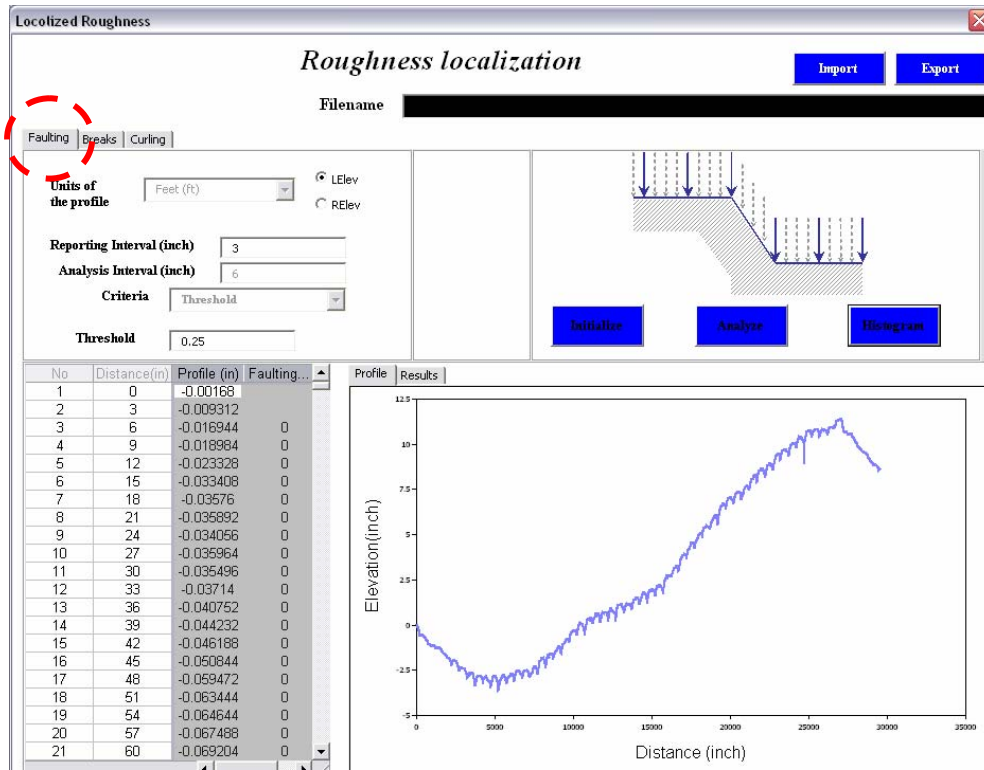 Locotized Roughness
Roughness localization
Import Export
Filename
Faulting Breaks Curling
Units of
the profile
Feet (ft)
LElev
RElev
Reporting Interval (inch) 3
Analysis Interval (inch) 6
Criteria Threshold
Threshold 0.25
Initialize Analyze Histogram
No Distance(in) Profile (in) Faulting...
1 0 -0.00168
2 3 -0.009312
3 6 -0.016944 0
4 9 -0.018984 0
5 12 -0.023328 0
6 15 -0.033408 0
7 18 -0.03576 0
8 21 -0.035892 0
9 24 -0.034056 0
10 27 -0.035964 0
11 30 -0.035496 0
12 33 -0.03714 0
13 36 -0.040752 0
14 39 -0.044232 0
15 42 -0.046188 0
16 45 -0.050844 0
17 48 -0.059472 0
18 51 -0.063444 0
19 54 -0.064644 0
20 57 -0.067488 0
21 60 -0.069204 0
Profile Results
12.5
10
7.5
5
2.5
0
-2.5
-5
Elevation(inch)
0 5000 10000 15000 20000 25000 30000 35000
Distance (inch)